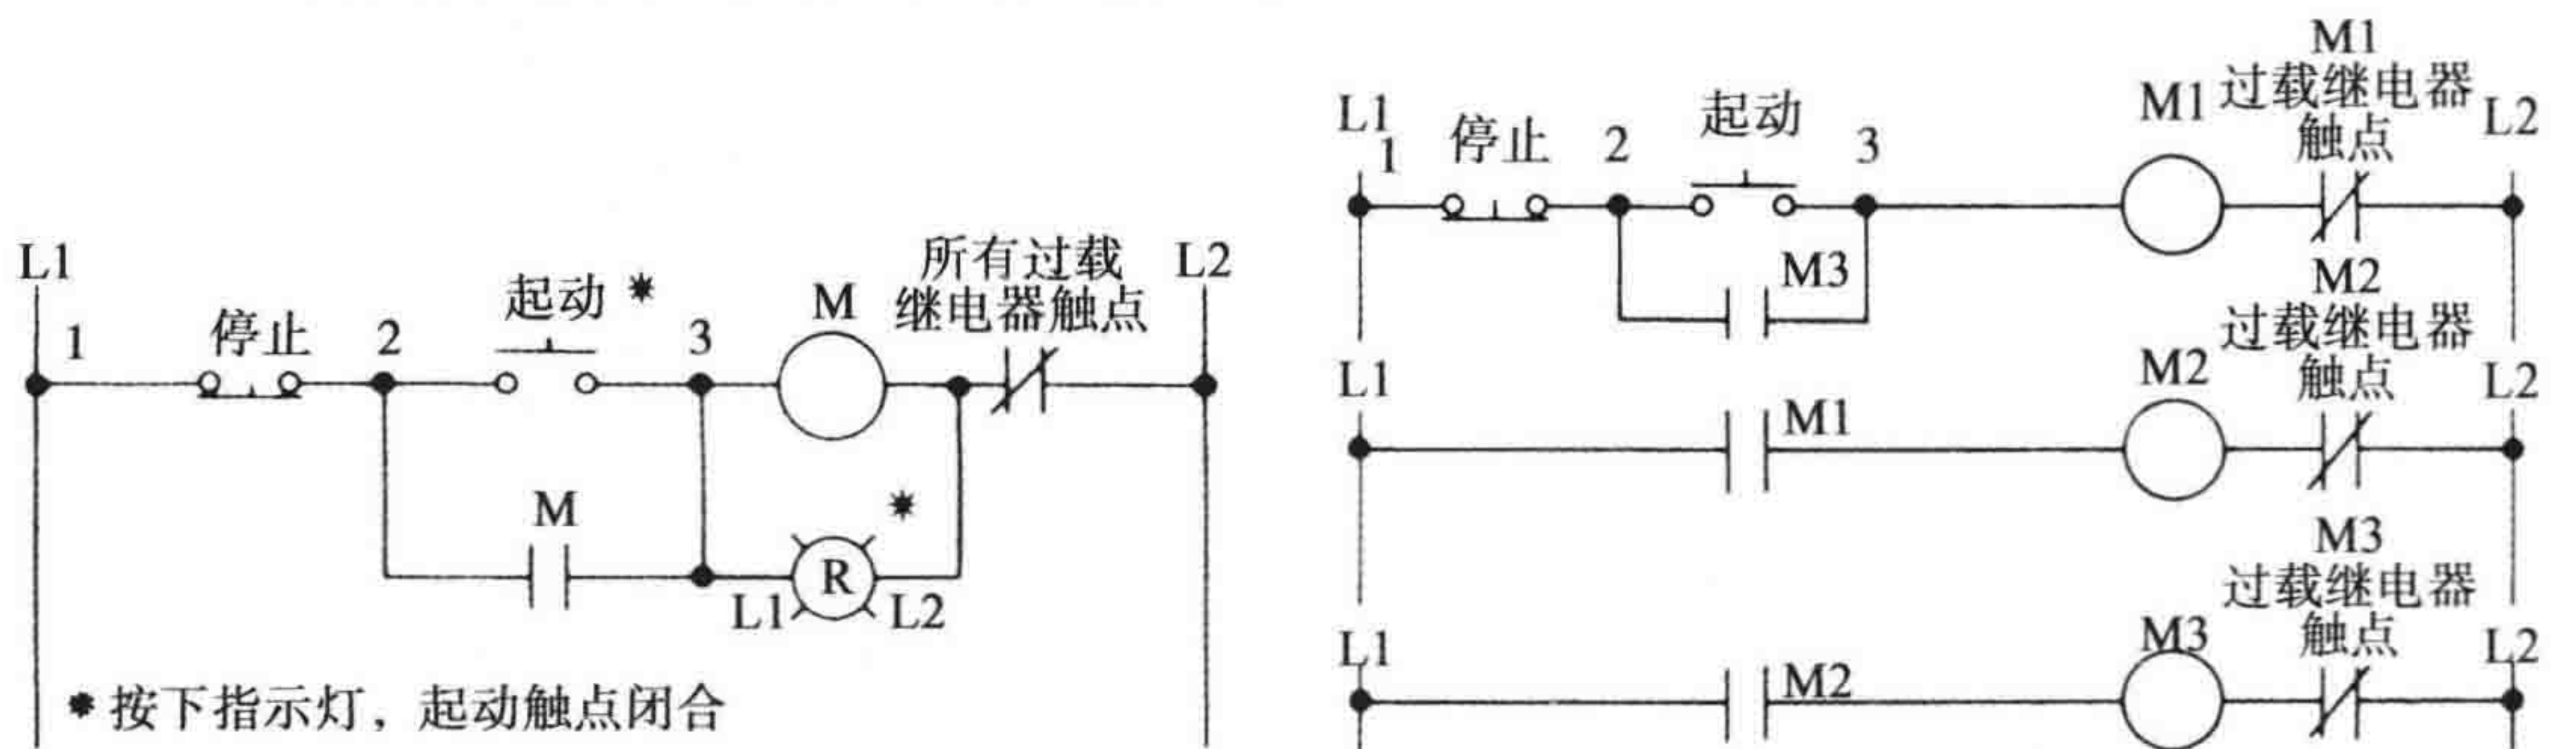 L1
1
停止
2
起动 *
3
M
所有过载
继电器触点
L2
M
*
R
L1
L2
* 按下指示灯，起动触点闭合
L1
1
停止
2
起动
3
M1
M1
过载继电器
触点
L2
M3
L1
M1
M2
M2
过载继电器
触点
L2
L1
M2
M3
M3
过载继电器
触点
L2